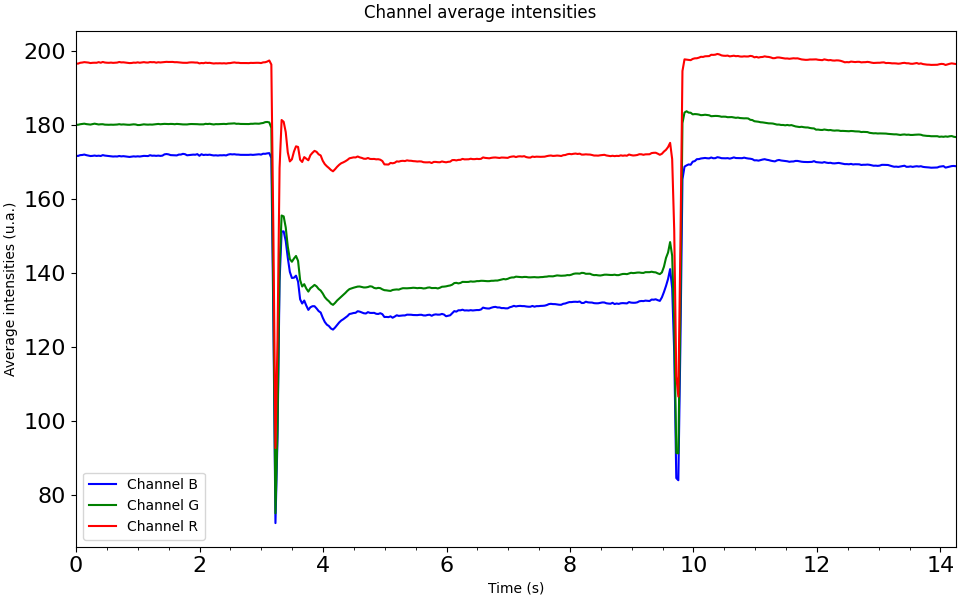 Channel average intensities
Average intensities (u.a.)
200
180
160
140
120
100
80
Channel B
Channel G
Channel R
0 2 4 6 8 10 12 14
Time (s)